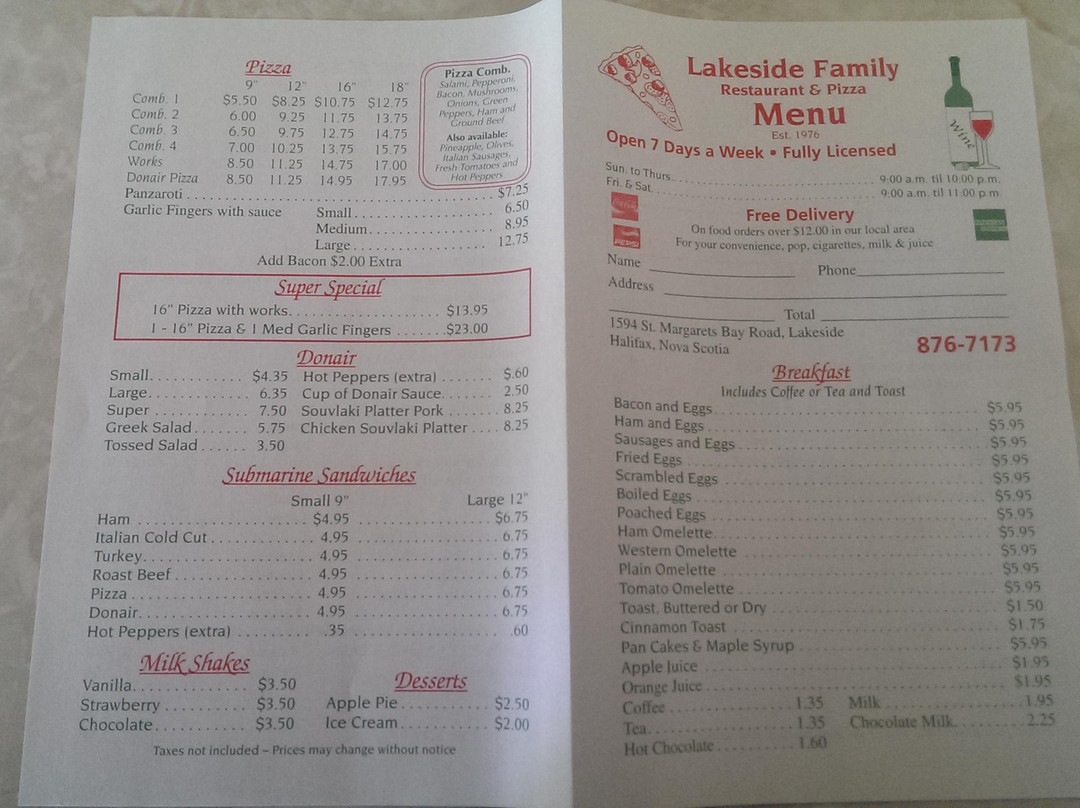 Pizza
9" 12" 16" 18"
Comb. 1 $5.50 $8.25 $10.75 $12.75
Comb. 2 6.00 9.25 11.75 13.75
Comb. 3 6.50 9.75 12.75 14.75
Comb. 4 7.00 10.25 13.75 15.75
Works 8.50 11.25 14.75 17.00
Donair Pizza 8.50 11.25 14.95 17.95
Panzaroti $7.25
Garlic Fingers with sauce Small 6.50
Medium 8.95
Large 12.75
Add Bacon $2.00 Extra
Pizza Comb.
Salami, Pepperoni,
Bacon, Mushrooms,
Onions, Green
Peppers, Ham and
Ground Beef
Also available:
Pineapple, Olives,
Italian Sausages,
Fresh Tomatoes and
Hot Peppers
Super Special
16" Pizza with works $13.95
1 - 16" Pizza & 1 Med Garlic Fingers $23.00
Donair
Small $4.35 Hot Peppers (extra) $.60
Large 6.35 Cup of Donair Sauce 2.50
Super 7.50 Souvlaki Platter Pork 8.25
Greek Salad 5.75 Chicken Souvlaki Platter 8.25
Tossed Salad 3.50
Submarine Sandwiches
Small 9" Large 12"
Ham $4.95 $6.75
Italian Cold Cut 4.95 6.75
Turkey 4.95 6.75
Roast Beef 4.95 6.75
Pizza 4.95 6.75
Donair 4.95 6.75
Hot Peppers (extra) .35 .60
Milk Shakes
Vanilla $3.50
Strawberry $3.50
Chocolate $3.50
Desserts
Apple Pie $2.50
Ice Cream $2.00
Taxes not included – Prices may change without notice
Lakeside Family
Restaurant & Pizza
Menu
Est. 1976
Open 7 Days a Week • Fully Licensed
Wine
Sun. to Thurs. 9:00 a.m. til 10:00 p.m.
Fri. & Sat. 9:00 a.m. til 11:00 p.m.
PEPSI
Free Delivery
On food orders over $12.00 in our local area
For your convenience, pop, cigarettes, milk & juice
Name Phone
Address
Total
1594 St. Margarets Bay Road, Lakeside
Halifax, Nova Scotia
876-7173
Breakfast
Includes Coffee or Tea and Toast
Bacon and Eggs $5.95
Ham and Eggs $5.95
Sausages and Eggs $5.95
Fried Eggs $5.95
Scrambled Eggs $5.95
Boiled Eggs $5.95
Poached Eggs $5.95
Ham Omelette $5.95
Western Omelette $5.95
Plain Omelette $5.95
Tomato Omelette $5.95
Toast, Buttered or Dry $1.50
Cinnamon Toast $1.75
Pan Cakes & Maple Syrup $5.95
Apple Juice $1.95
Orange Juice $1.95
Coffee 1.35 Milk 1.95
Tea 1.35 Chocolate Milk 2.25
Hot Chocolate 1.60